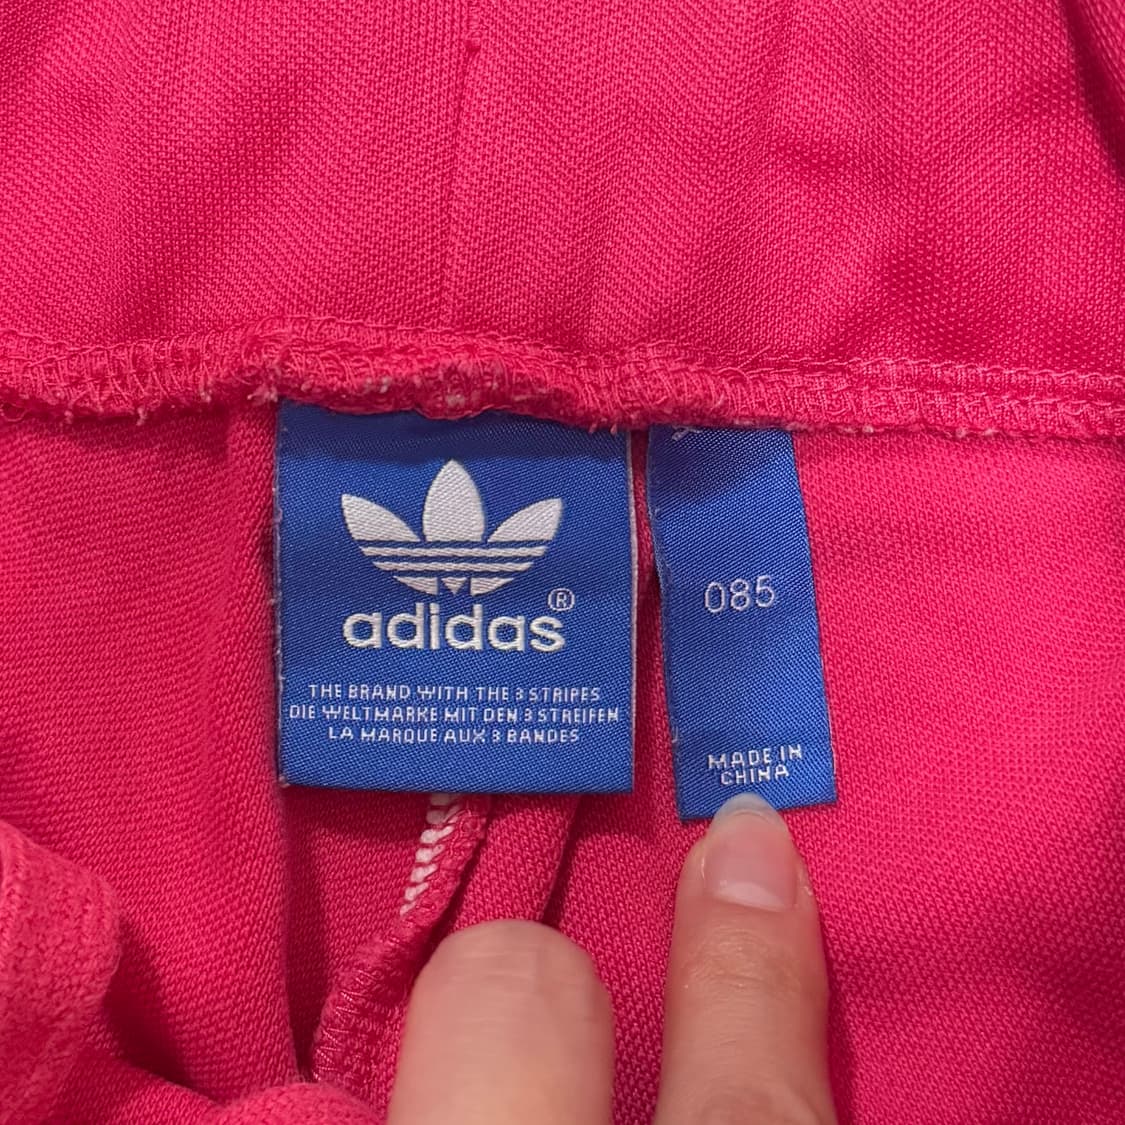 adidas®
THE BRAND WITH THE 3 STRIPES
DIE WELTMARKE MIT DEN 3 STREIFEN
LA MARQUE AUX 3 BANDES
085
MADE IN
CHINA